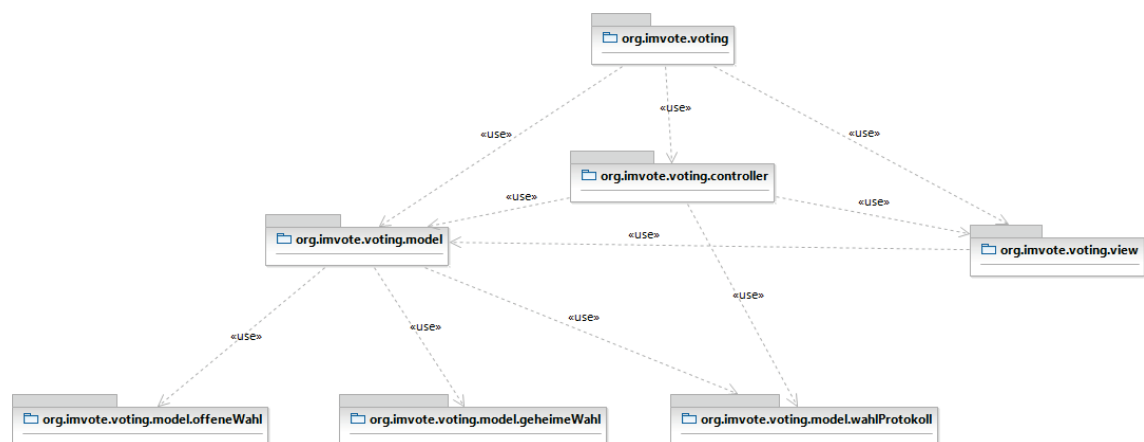 org.imvote.voting
«use»
«use»
«use»
org.imvote.voting.controller
«use»
«use»
org.imvote.voting.model
«use»
org.imvote.voting.view
«use»
«use»
«use»
«use»
org.imvote.voting.model.offeneWahl
org.imvote.voting.model.geheimeWahl
org.imvote.voting.model.wahlProtokoll